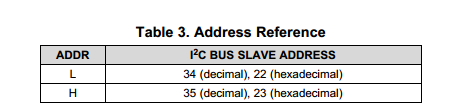 Table 3. Address Reference
ADDR I²C BUS SLAVE ADDRESS
L 34 (decimal), 22 (hexadecimal)
H 35 (decimal), 23 (hexadecimal)